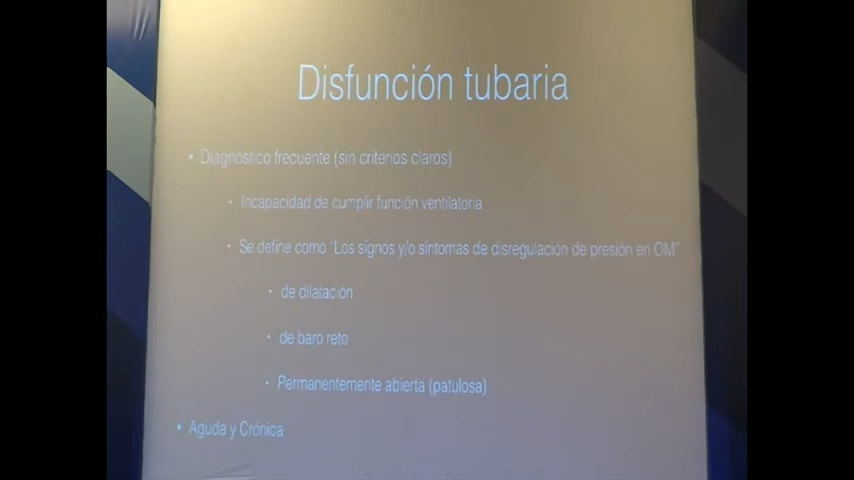 Disfunción tubaria
• Diagnostico frecuente (sin criterios claros)
• Incapacidad de cumplir función ventilatoria
• Se define como "Los signos y/o síntomas de disregulación de presión en OM"
• de dilatación
• de baro reto
• Permanentemente abierta (patulosa)
• Aguda y Crónica